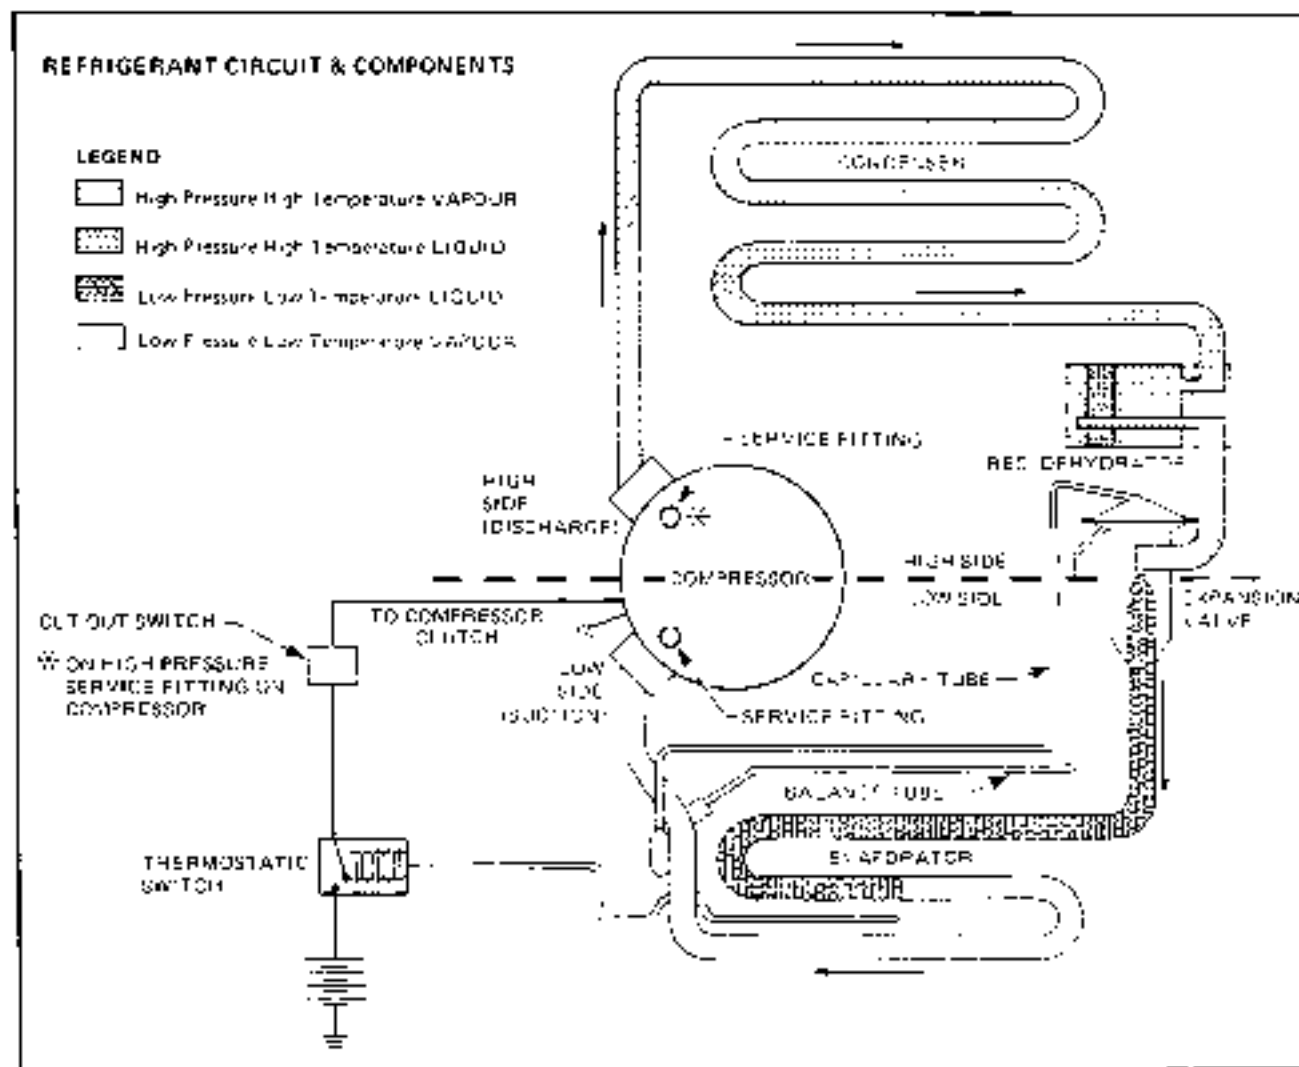 REFRIGERANT CIRCUIT & COMPONENTS
LEGEND
High Pressure High Temperature VAPOUR
High Pressure High Temperature LIQUID
Low Pressure Low Temperature LIQUID
Low Pressure Low Temperature VAPOUR
CONDENSER
SERVICE FITTING
REC. DEHYDRATOR
HIGH
SIDE
(DISCHARGE)
COMPRESSOR
HIGH SIDE
LOW SIDE
EXPANSION
VALVE
TO COMPRESSOR
CLUTCH
CUT OUT SWITCH
ON HIGH PRESSURE
SERVICE FITTING ON
COMPRESSOR
LOW
SIDE
(SUCTION)
CAPILLARY TUBE
SERVICE FITTING
BALANCE TUBE
EVAPORATOR
THERMOSTATIC
SWITCH